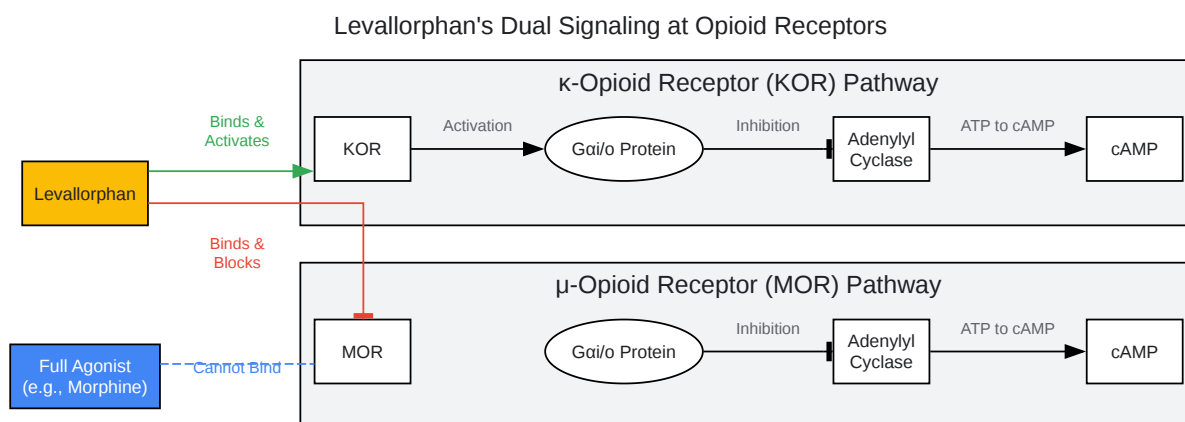 Levallorphan's Dual Signaling at Opioid Receptors
κ-Opioid Receptor (KOR) Pathway
Binds &
Activates
KOR
Activation
Gαi/o Protein
Inhibition
Adenylyl
Cyclase
ATP to cAMP
cAMP
Levallorphan
Binds &
Blocks
μ-Opioid Receptor (MOR) Pathway
MOR
Gαi/o Protein
Inhibition
Adenylyl
Cyclase
ATP to cAMP
cAMP
Full Agonist
(e.g., Morphine)
Cannot Bind